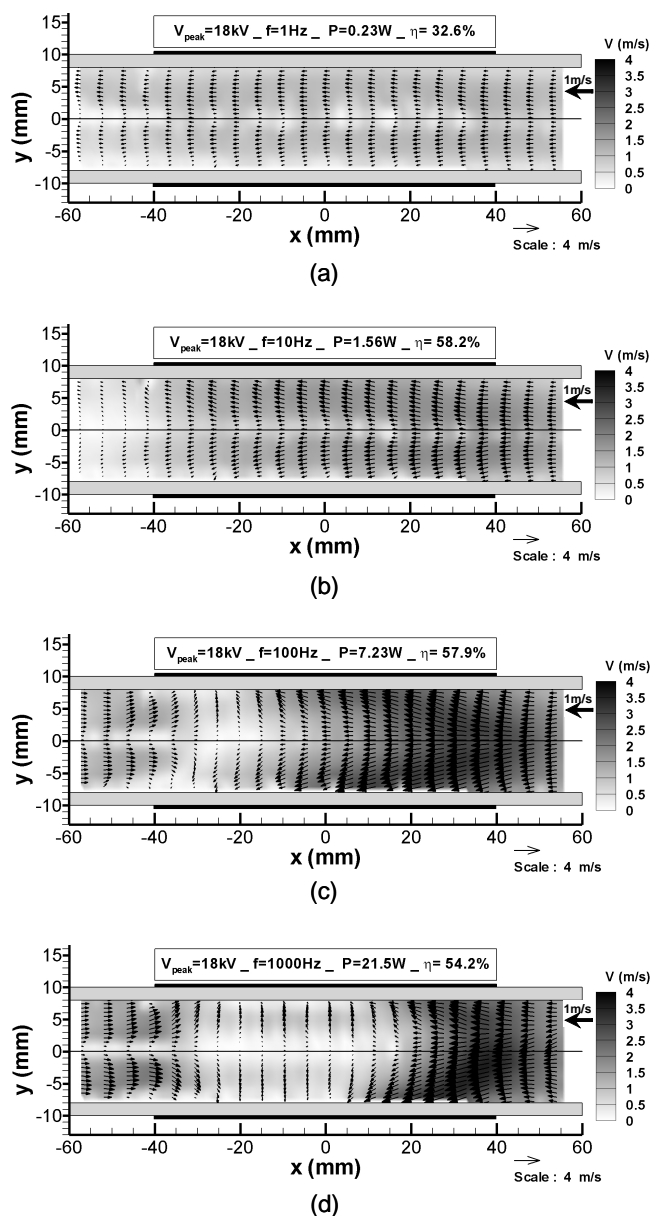 V_peak=18kV _ f=1Hz _ P=0.23W _ η= 32.6%
V (m/s)
15
10
5
0
-5
-10
y (mm)
1m/s
4
3.5
3
2.5
2
1.5
1
0.5
0
-60 -40 -20 0 20 40 60
x (mm)
Scale : 4 m/s
(a)
V_peak=18kV _ f=10Hz _ P=1.56W _ η= 58.2%
V (m/s)
15
10
5
0
-5
-10
y (mm)
1m/s
4
3.5
3
2.5
2
1.5
1
0.5
0
-60 -40 -20 0 20 40 60
x (mm)
Scale : 4 m/s
(b)
V_peak=18kV _ f=100Hz _ P=7.23W _ η= 57.9%
V (m/s)
15
10
5
0
-5
-10
y (mm)
1m/s
4
3.5
3
2.5
2
1.5
1
0.5
0
-60 -40 -20 0 20 40 60
x (mm)
Scale : 4 m/s
(c)
V_peak=18kV _ f=1000Hz _ P=21.5W _ η= 54.2%
V (m/s)
15
10
5
0
-5
-10
y (mm)
1m/s
4
3.5
3
2.5
2
1.5
1
0.5
0
-60 -40 -20 0 20 40 60
x (mm)
Scale : 4 m/s
(d)